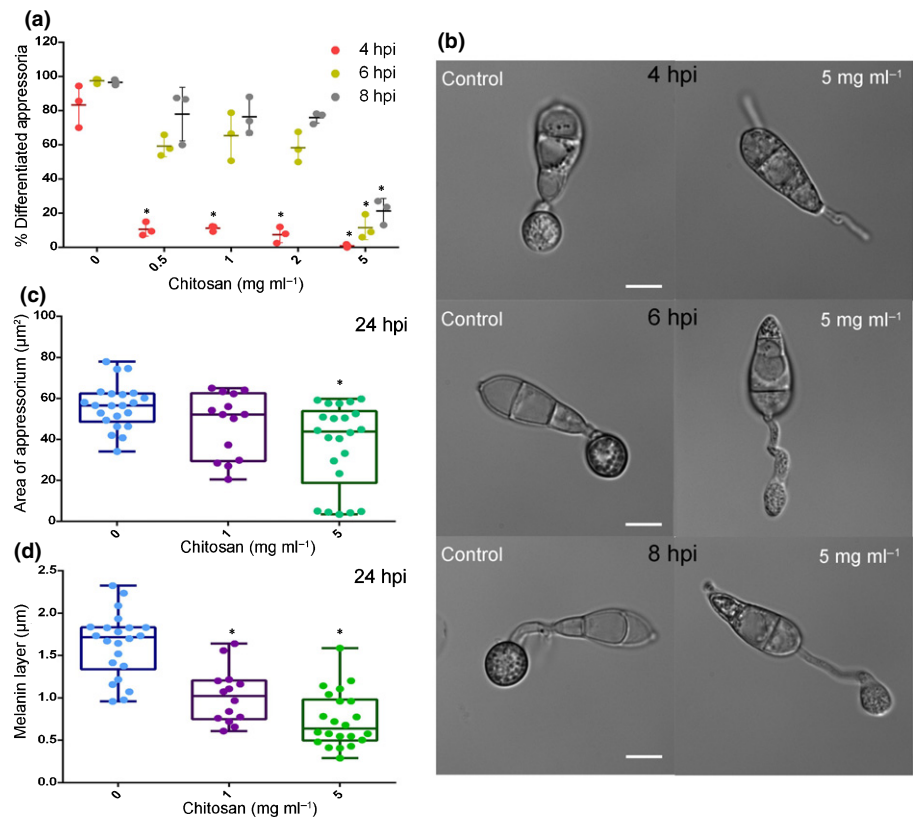 (a)
120
100
80
60
40
20
0
% Differentiated appressoria
4 hpi
6 hpi
8 hpi
*
*
*
*
*
*
0
0.5
1
2
5
Chitosan (mg ml⁻¹)
(b)
Control
4 hpi
5 mg ml⁻¹
Control
6 hpi
5 mg ml⁻¹
Control
8 hpi
5 mg ml⁻¹
(c)
100
80
60
40
20
0
Area of appressorium (µm²)
24 hpi
*
0
1
5
Chitosan (mg ml⁻¹)
(d)
2.5
2.0
1.5
1.0
0.5
0.0
Melanin layer (µm)
24 hpi
*
*
0
1
5
Chitosan (mg ml⁻¹)